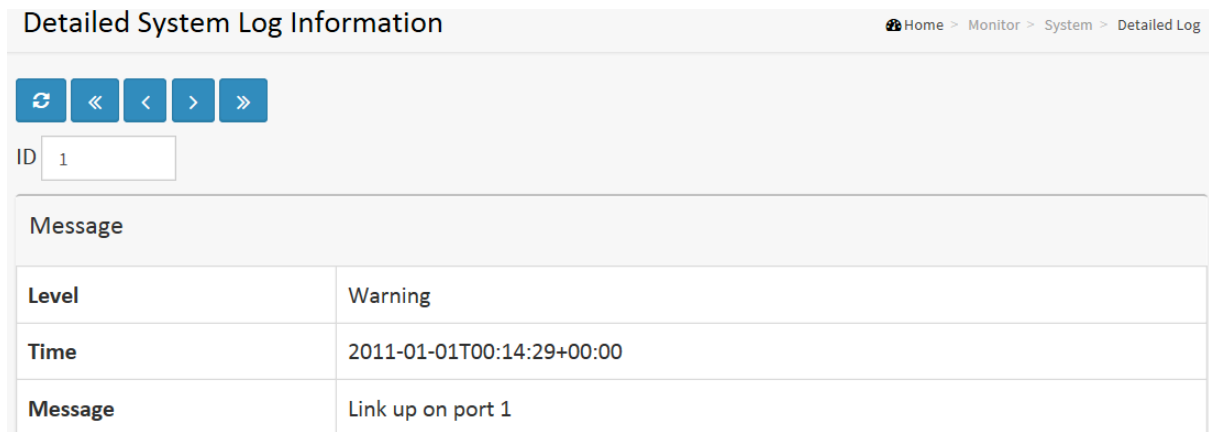 Detailed System Log Information
Home > Monitor > System > Detailed Log
ID 1
Message
Level Warning
Time 2011-01-01T00:14:29+00:00
Message Link up on port 1